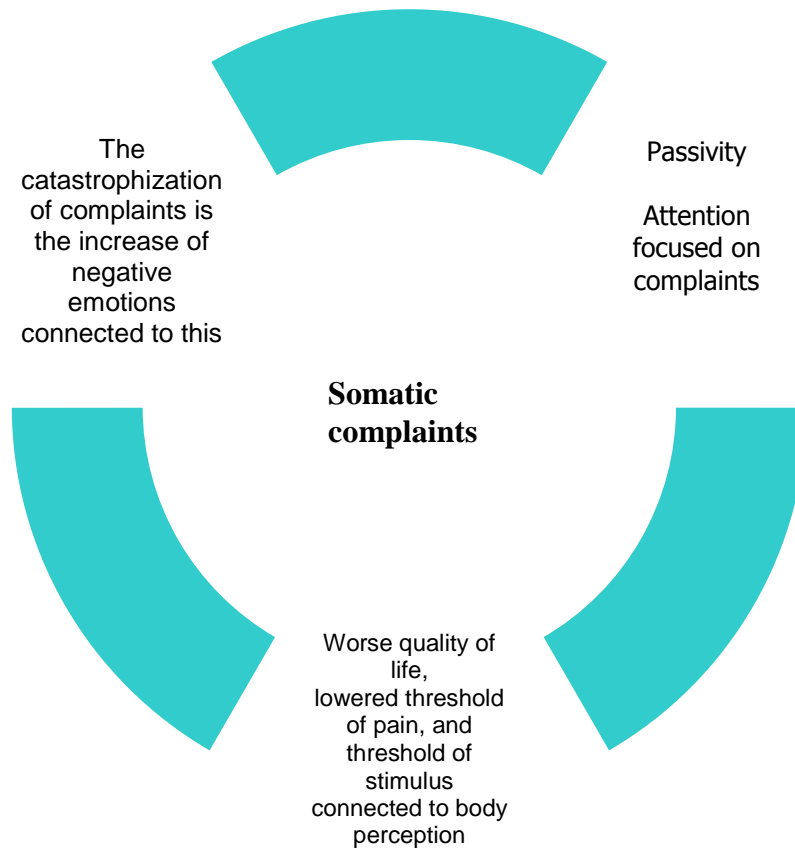 The
catastrophization
of complaints is
the increase of
negative
emotions
connected to this
Passivity
Attention
focused on
complaints
Somatic
complaints
Worse quality of
life,
lowered threshold
of pain, and
threshold of
stimulus
connected to body
perception